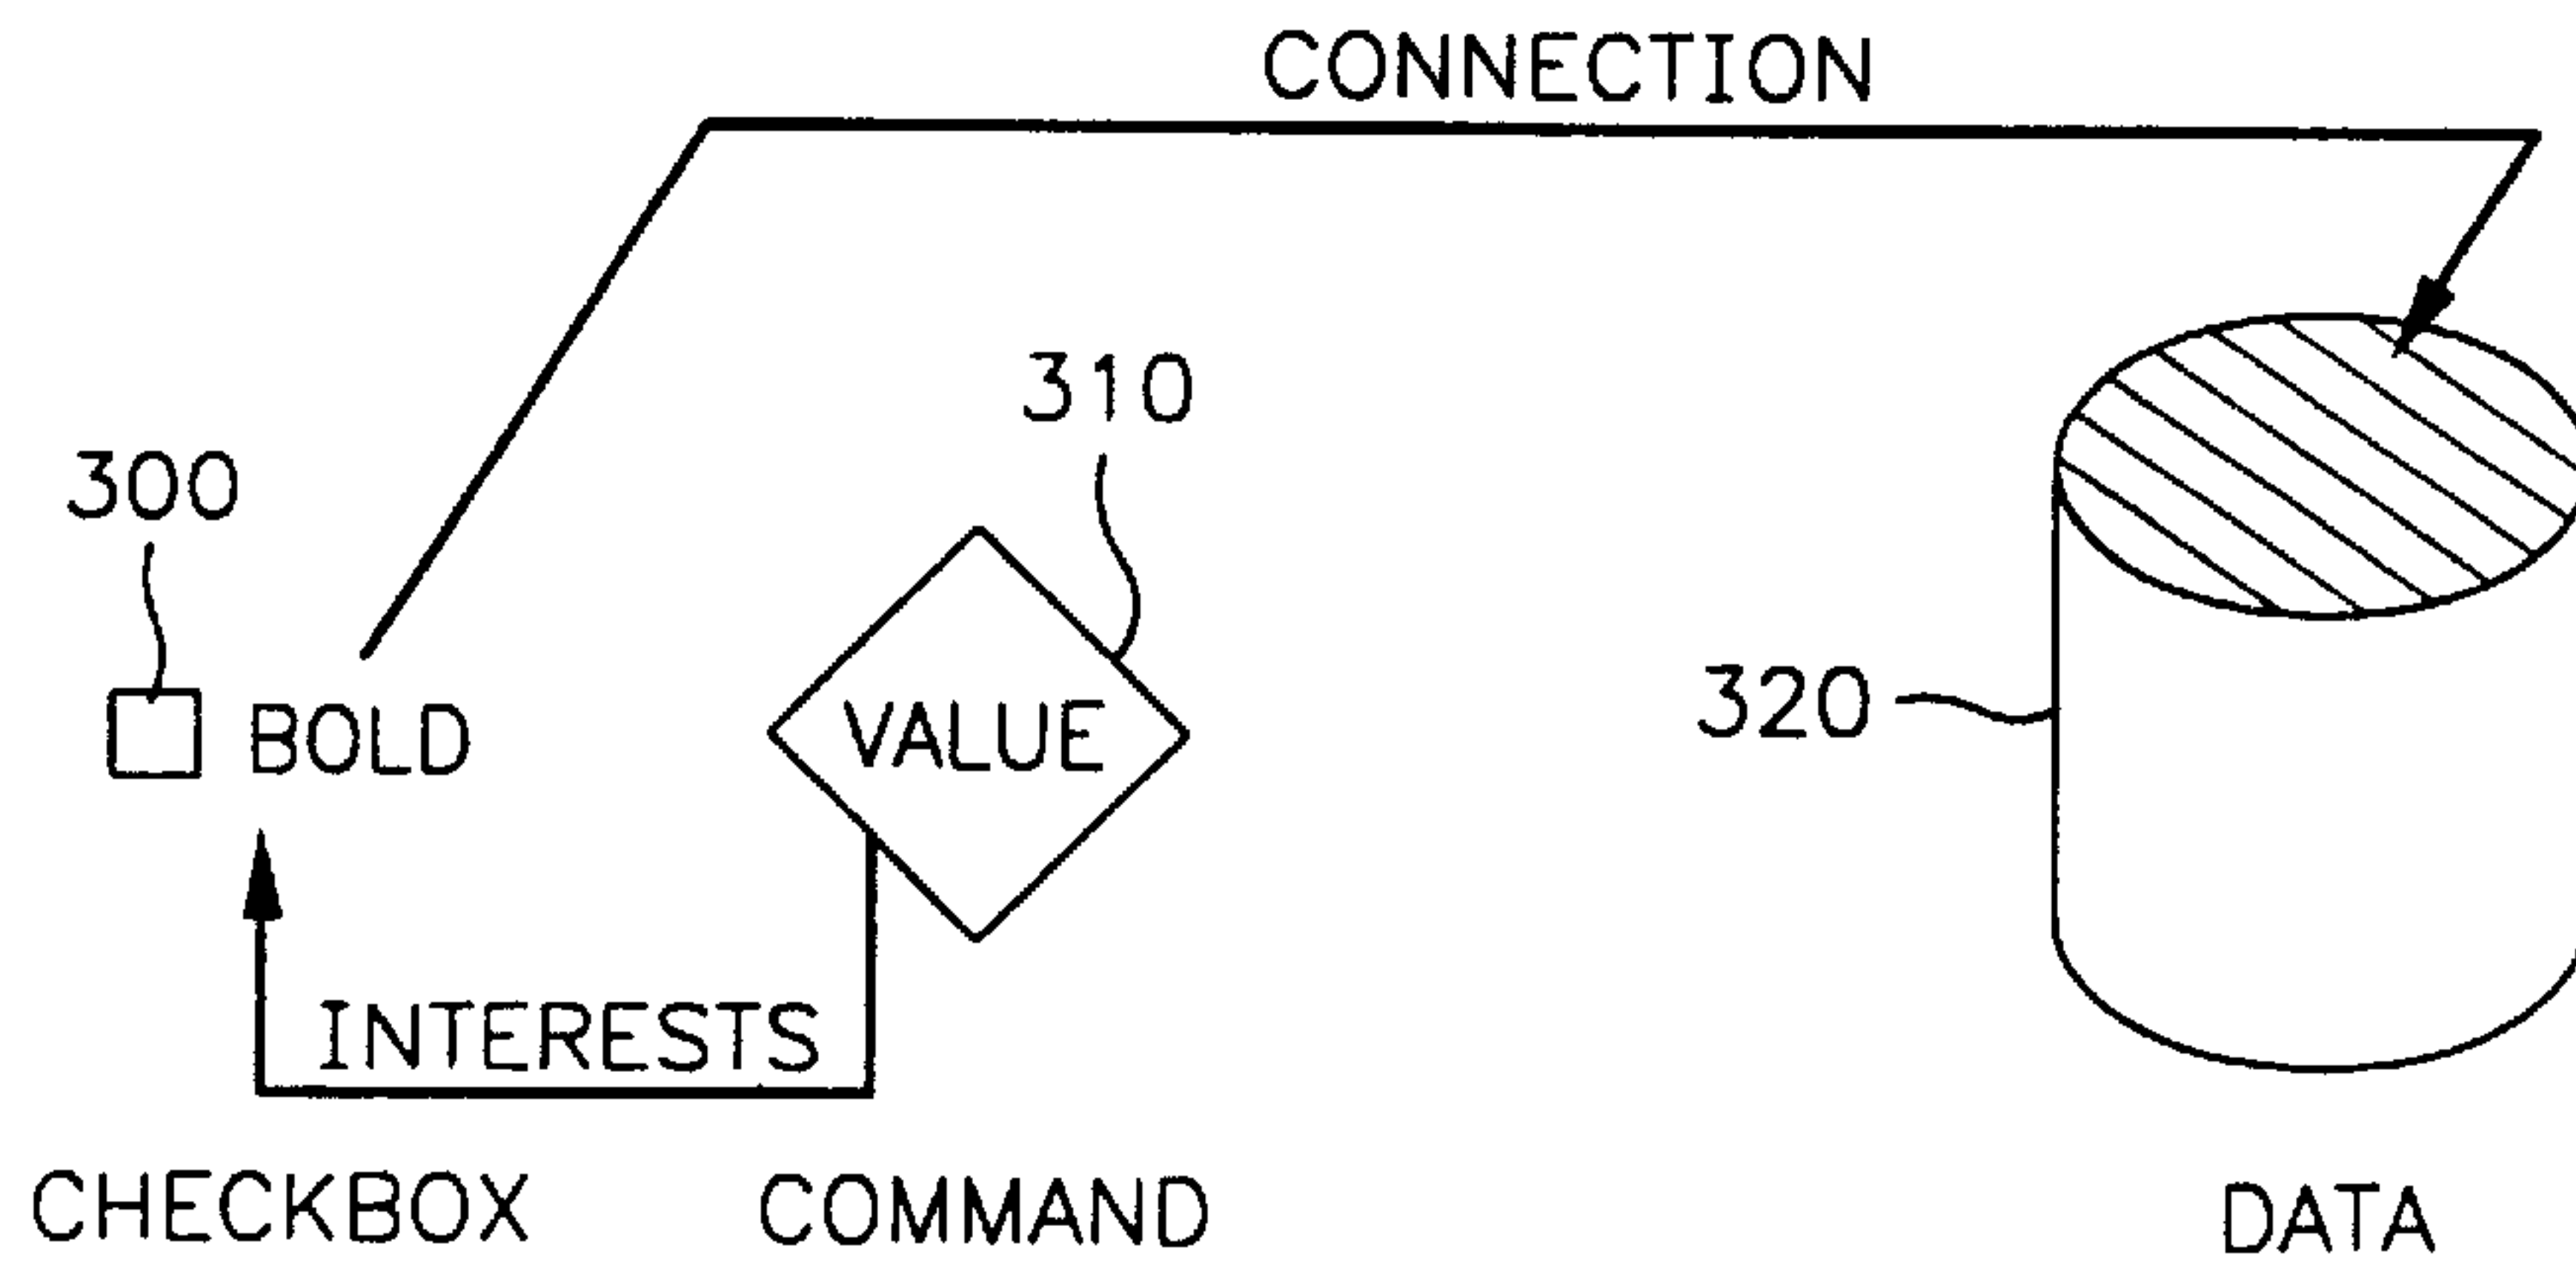 CONNECTION
310
300
320
BOLD
VALUE
INTERESTS
CHECKBOX
COMMAND
DATA